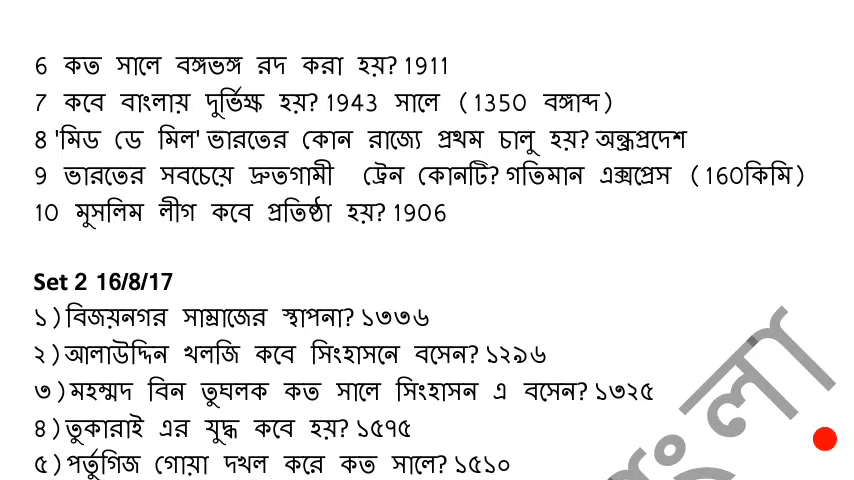 6 কত সালে বঙ্গভঙ্গ রদ করা হয়? 1911
7 কবে বাংলায় দুর্ভিক্ষ হয়? 1943 সালে (1350 বঙ্গাব্দ)
৪ 'মিড ডে মিল' ভারতের কোন রাজ্যে প্রথম চালু হয়? অন্ধ্রপ্রদেশ
9 ভারতের সবচেয়ে দ্রুতগামী ট্রেন কোনটি? গতিমান এক্সপ্রেস (160কিমি)
10 মুসলিম লীগ কবে প্রতিষ্ঠা হয়? 1906
Set 2 16/8/17
১)বিজয়নগর সাম্রাজের স্থাপনা? ১৩৩৬
২)আলাউদ্দিন খলজি কবে সিংহাসনে বসেন? ১২৯৬
৩)মহম্মদ বিন তুঘলক কত সালে সিংহাসন এ বসেন? ১৩২৫
৪)তুকারাই এর যুদ্ধ কবে হয়? ১৫৭৫
৫)পর্তুগিজ গোয়া দখল করে কত সালে? ১৫১০